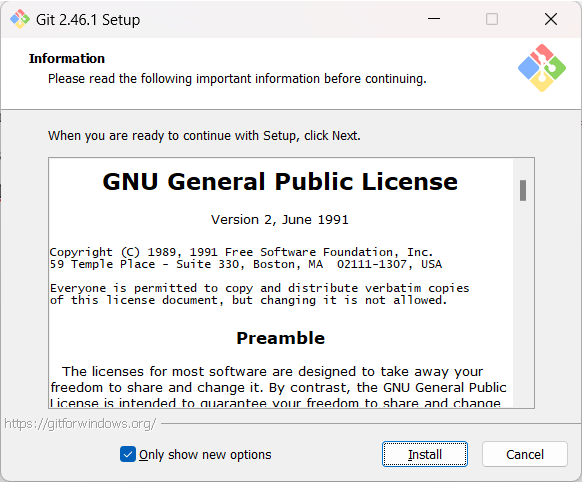 Git 2.46.1 Setup
Information
Please read the following important information before continuing.
When you are ready to continue with Setup, click Next.
GNU General Public License
Version 2, June 1991
Copyright (C) 1989, 1991 Free Software Foundation, Inc.
59 Temple Place - Suite 330, Boston, MA  02111-1307, USA
Everyone is permitted to copy and distribute verbatim copies
of this license document, but changing it is not allowed.
Preamble
The licenses for most software are designed to take away your
freedom to share and change it. By contrast, the GNU General Public
License is intended to guarantee your freedom to share and change
https://gitforwindows.org/
Only show new options
Install
Cancel